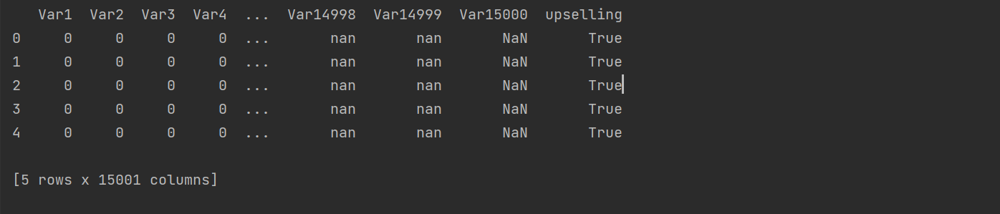 Var1 Var2 Var3 Var4 ... Var14998 Var14999 Var15000 upselling
0 0 0 0 0 ... nan nan NaN True
1 0 0 0 0 ... nan nan NaN True
2 0 0 0 0 ... nan nan NaN True
3 0 0 0 0 ... nan nan NaN True
4 0 0 0 0 ... nan nan NaN True
[5 rows x 15001 columns]